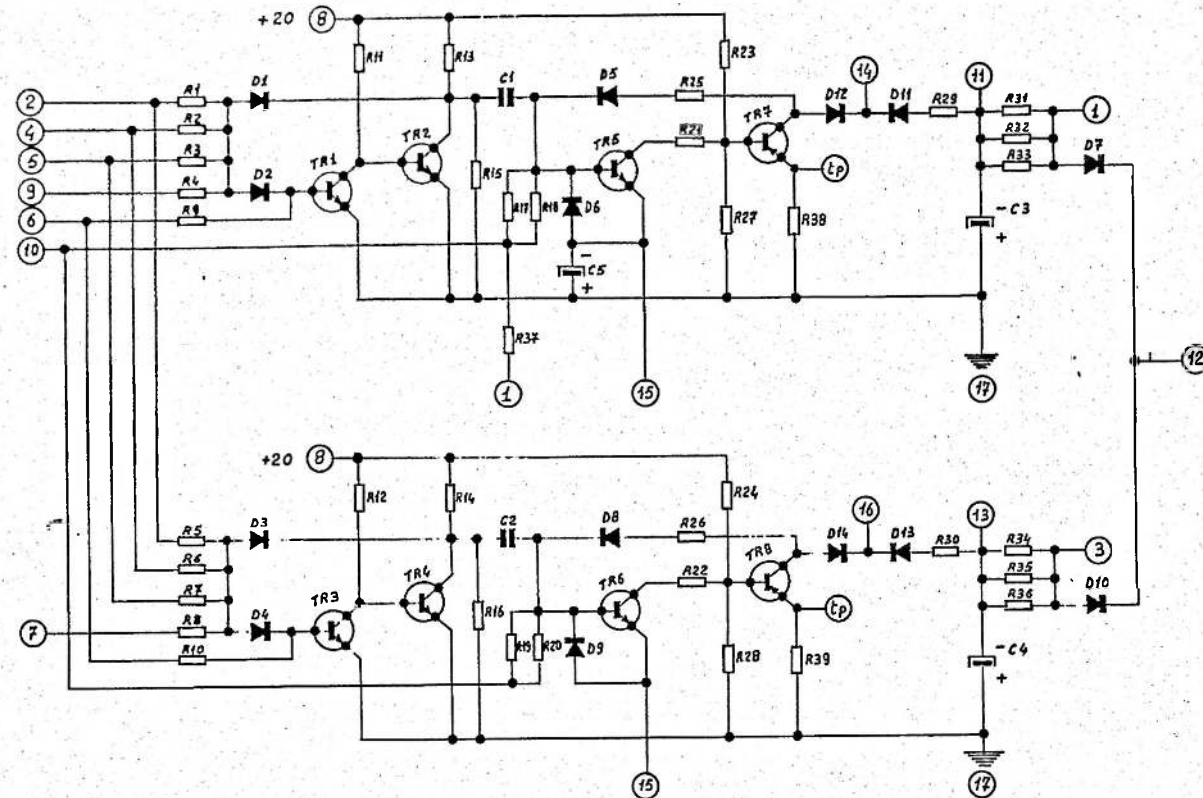 +20 8
R11
R13
R23
D1
2
R1
C1
D5
R25
D12
14
D11
R29
11
R31
1
4
R2
TR2
TR7
R32
5
R3
TR1
TR5
R21
R33
D7
9
R4
D2
R15
tp
6
R9
R17
R18
D6
R27
R38
- C3
+
10
-
C5
+
R37
12
1
15
17
+20 8
R12
R14
R24
R5
D3
C2
D8
R26
D14
16
D13
R30
13
R34
3
R6
TR4
R22
TR8
R35
R7
TR3
TR6
D10
7
R8
D4
R16
R36
tp
R10
R19
R20
D9
R28
R39
- C4
+
15
17